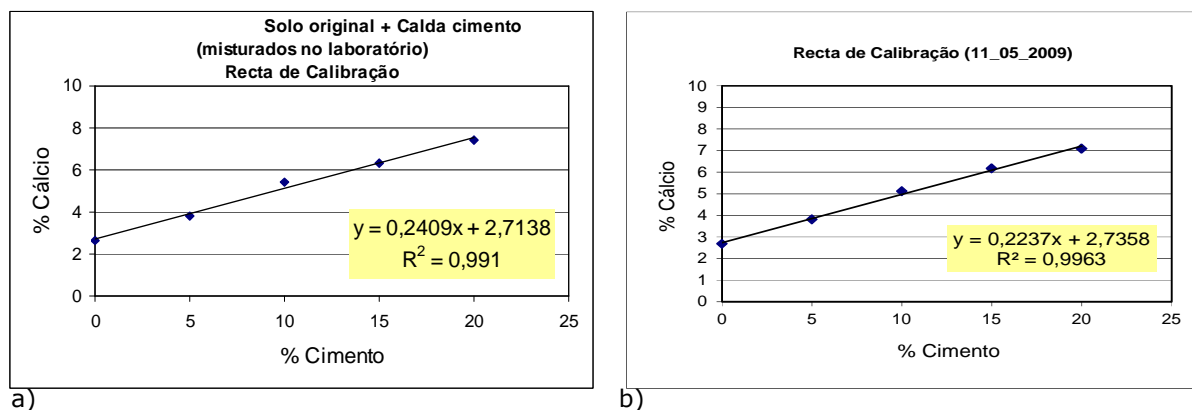 Solo original + Calda cimento
(misturados no laboratório)
Recta de Calibração
10
8
6
4
2
0
% Cálcio
y = 0,2409x + 2,7138
R² = 0,991
0 5 10 15 20 25
% Cimento
a)
Recta de Calibração (11_05_2009)
10
9
8
7
6
5
4
3
2
1
0
% Cálcio
y = 0,2237x + 2,7358
R² = 0,9963
0 5 10 15 20 25
% Cimento
b)